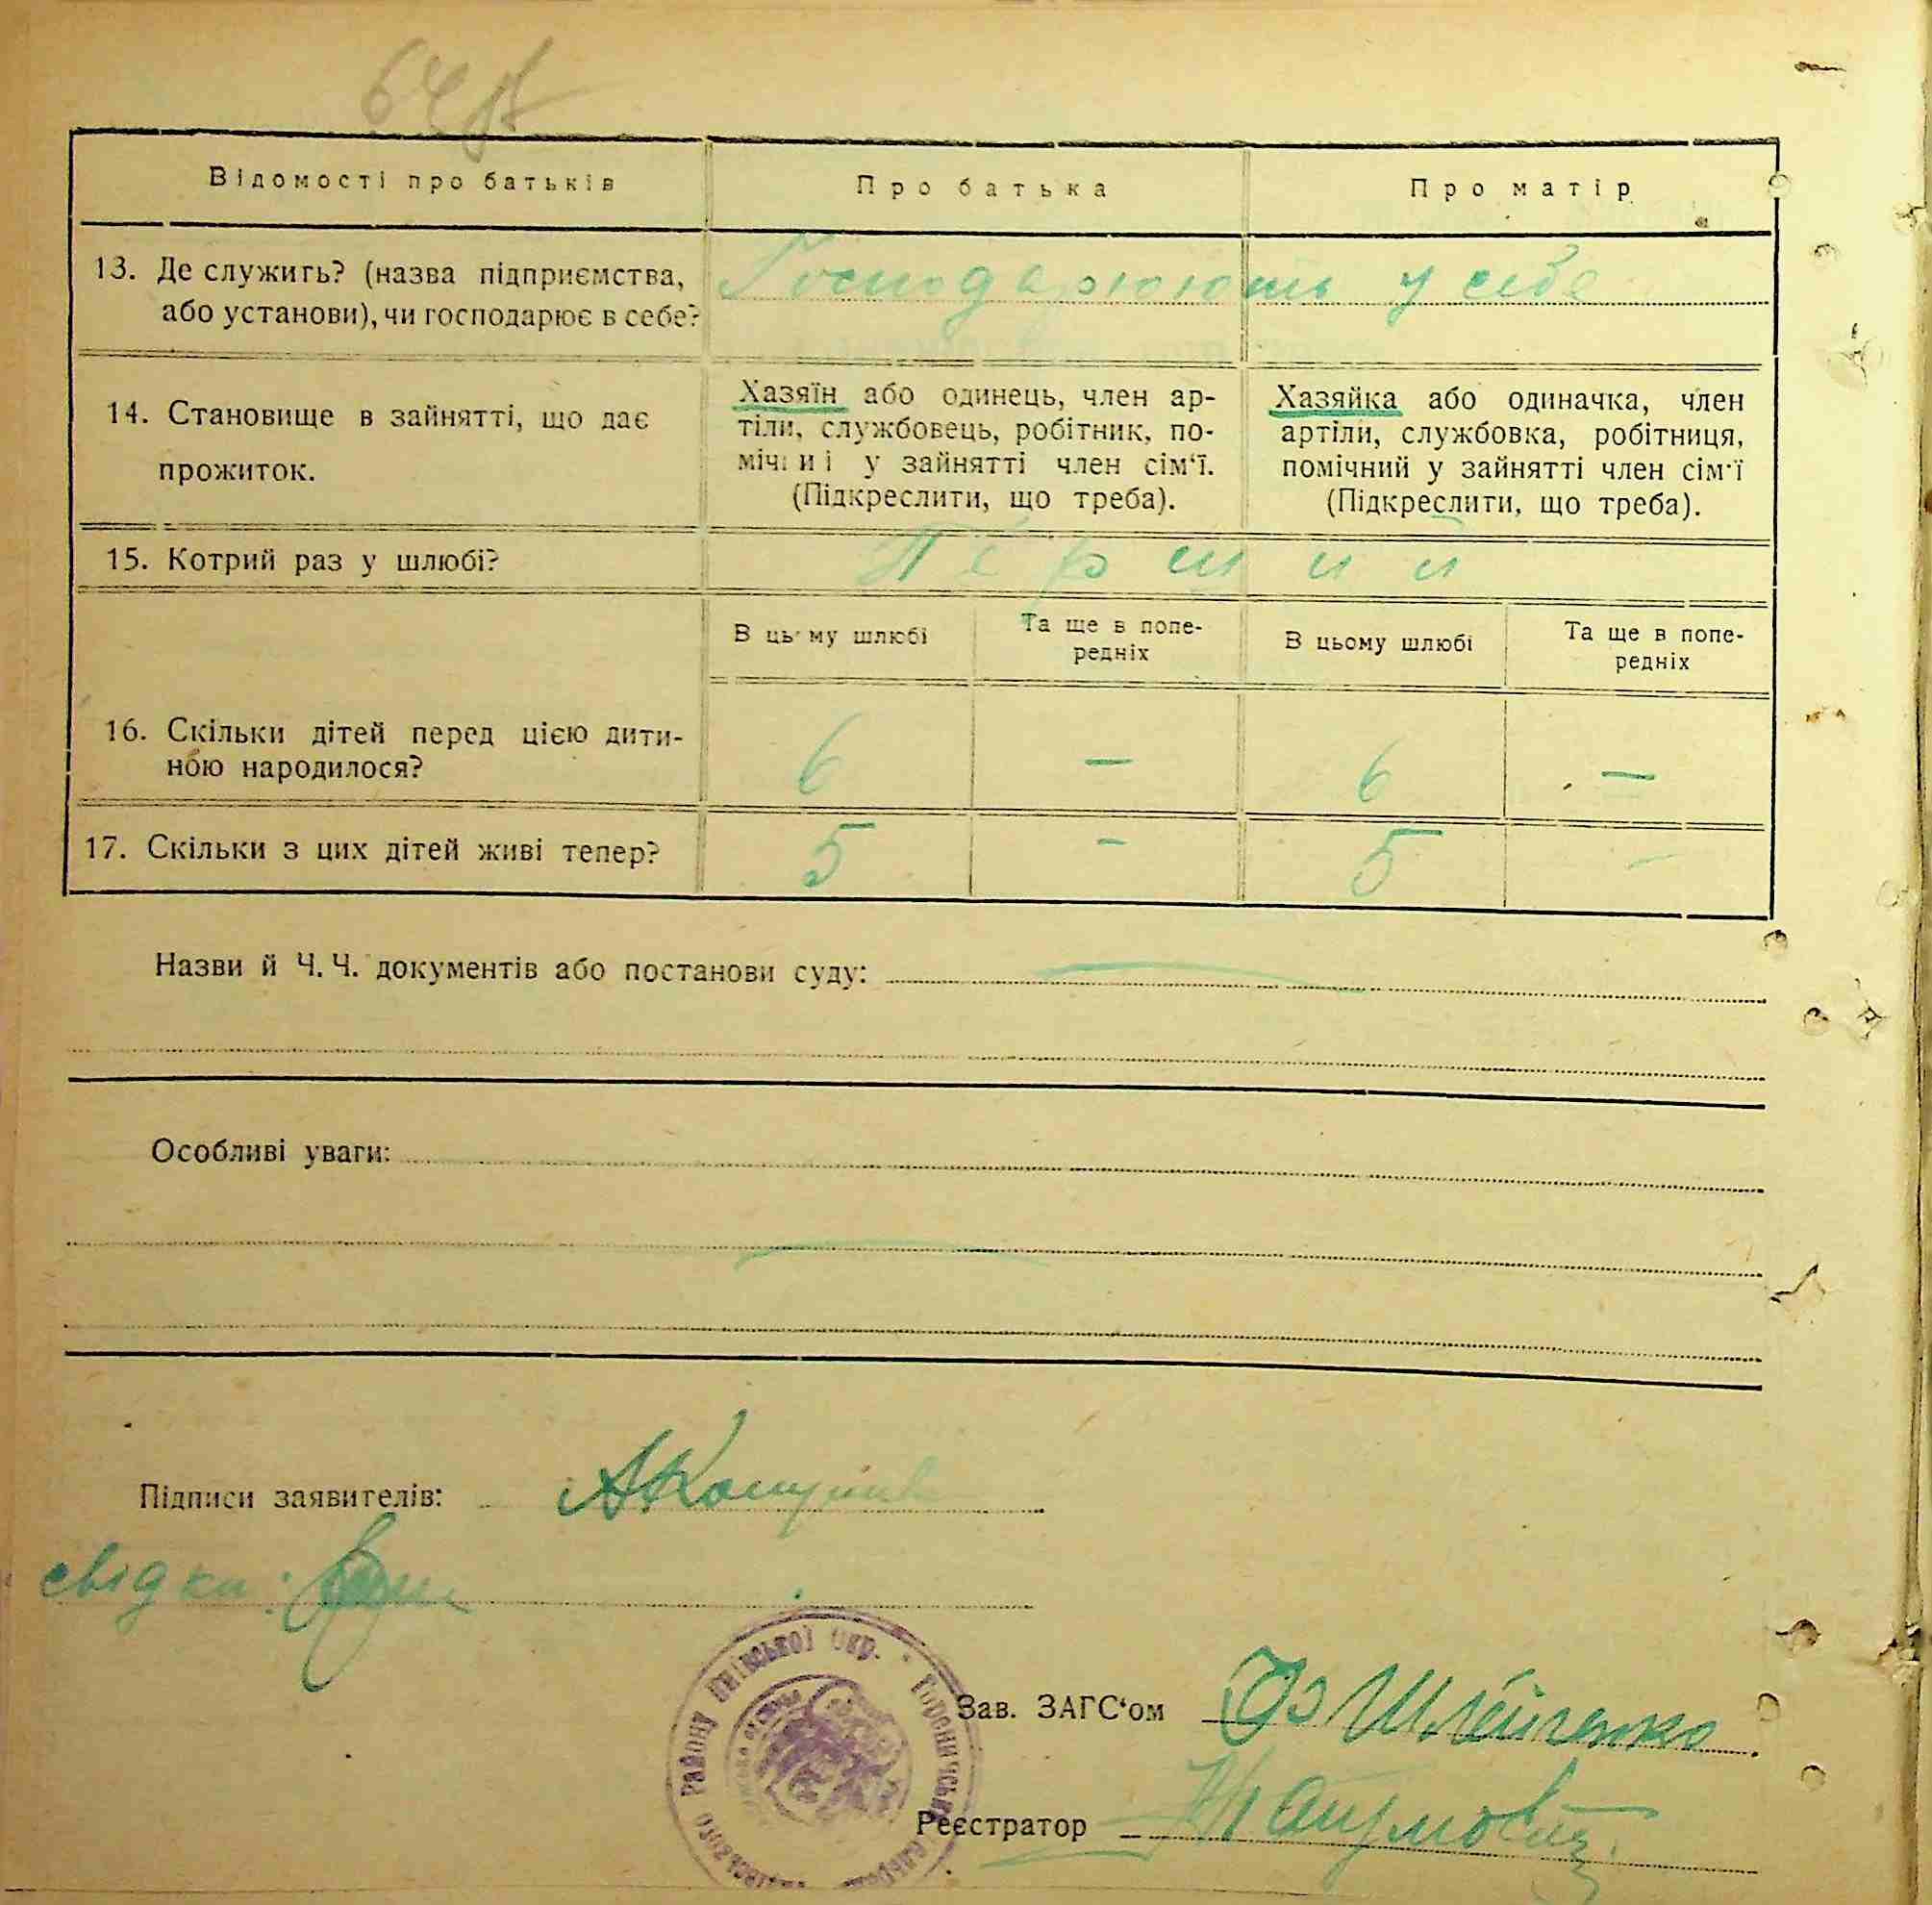 Відомості про батьків
Про батька
Про матір
13. Де служить? (назва підприємства,
або установи), чи господарює в себе?
Господарюють у себе
14. Становище в зайнятті, що дає
прожиток.
Хазяїн або одинець, член ар-
тіли, службовець, робітник, по-
мічниі у зайнятті член сім‘ї.
(Підкреслити, що треба).
Хазяйка або одиначка, член
артіли, службовка, робітниця,
помічний у зайнятті член сім‘ї
(Підкреслити, що треба).
15. Котрий раз у шлюбі?
Перший
В цьому шлюбі
Та ще в попе-
редніх
В цьому шлюбі
Та ще в попе-
редніх
16. Скільки дітей перед цією дити-
ною народилося?
6 — 6 —
17. Скільки з цих дітей живі тепер?
5 - 5 -
Назви й Ч. Ч. документів або постанови суду:
Особливі уваги:
Підписи заявителів:
свідки:
району Київської Окр.
Зав. ЗАГС‘ом
Реєстратор